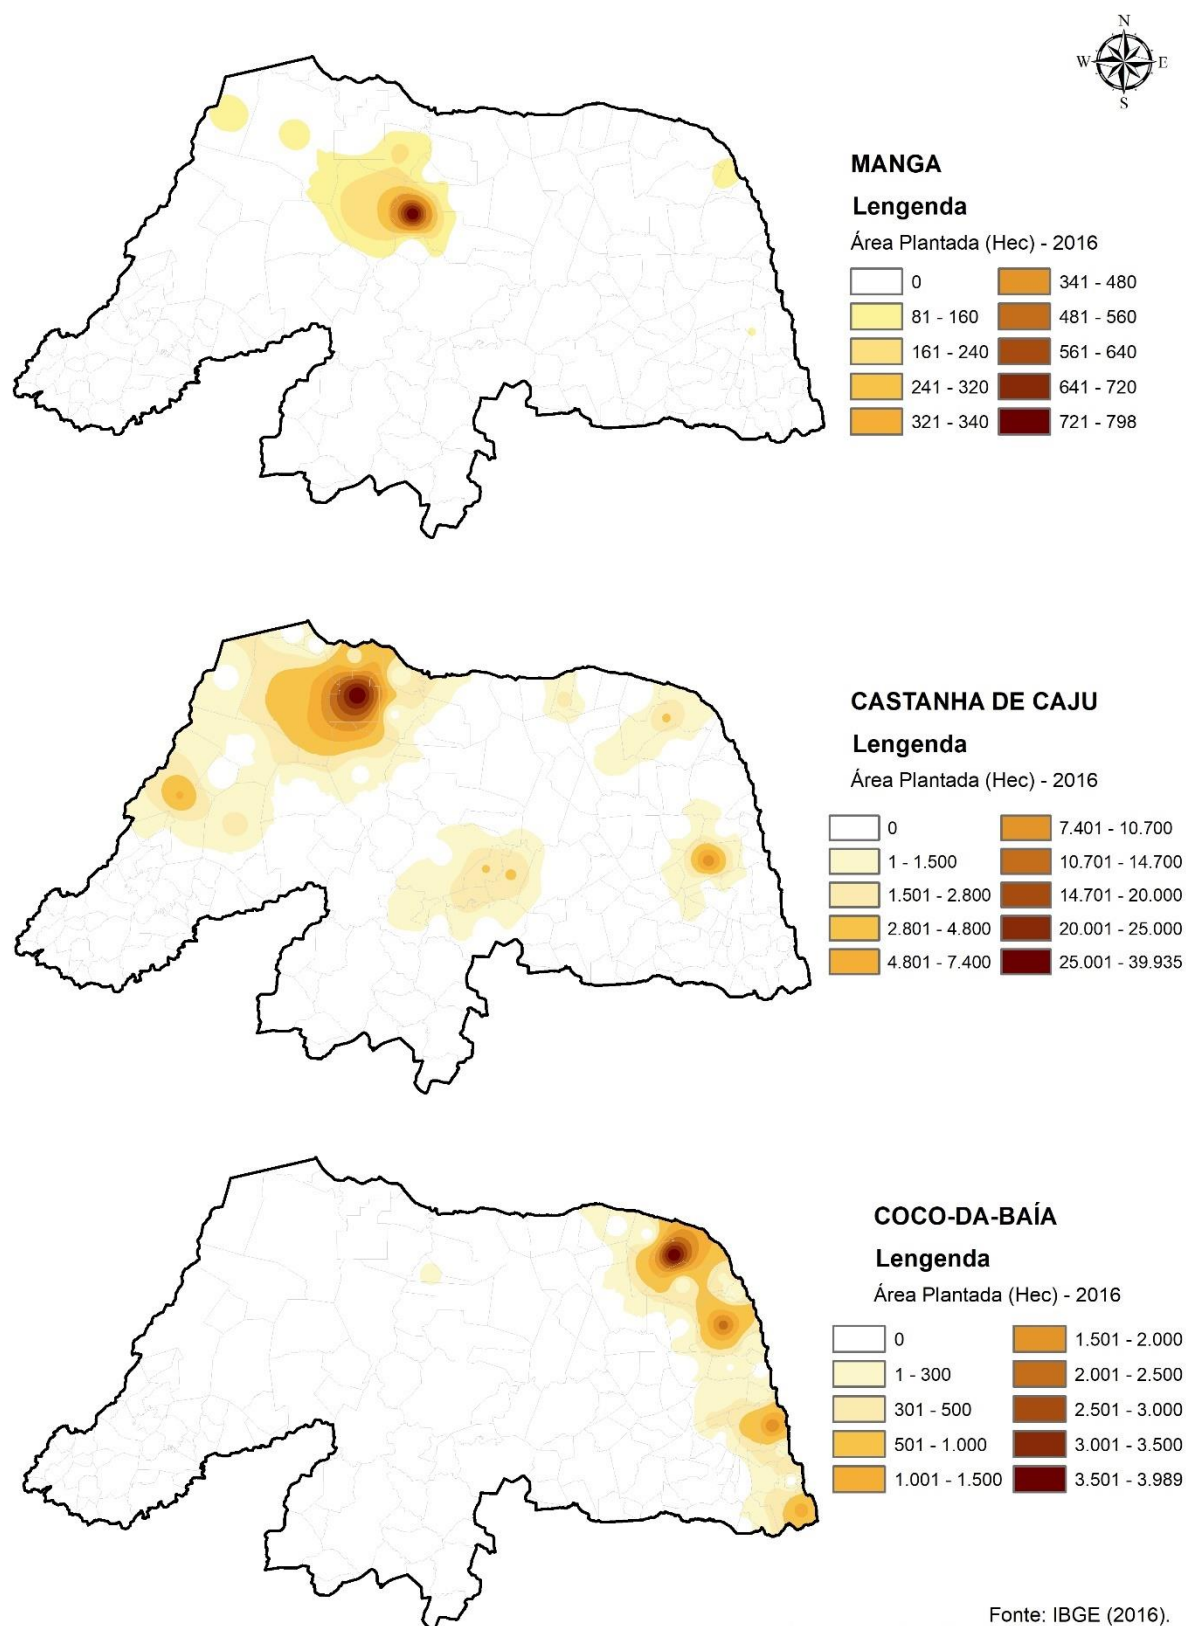 N
W E
S
MANGA
Lengenda
Área Plantada (Hec) - 2016
0
81 - 160
161 - 240
241 - 320
321 - 340
341 - 480
481 - 560
561 - 640
641 - 720
721 - 798
CASTANHA DE CAJU
Lengenda
Área Plantada (Hec) - 2016
0
1 - 1.500
1.501 - 2.800
2.801 - 4.800
4.801 - 7.400
7.401 - 10.700
10.701 - 14.700
14.701 - 20.000
20.001 - 25.000
25.001 - 39.935
COCO-DA-BAÍA
Lengenda
Área Plantada (Hec) - 2016
0
1 - 300
301 - 500
501 - 1.000
1.001 - 1.500
1.501 - 2.000
2.001 - 2.500
2.501 - 3.000
3.001 - 3.500
3.501 - 3.989
Fonte: IBGE (2016).